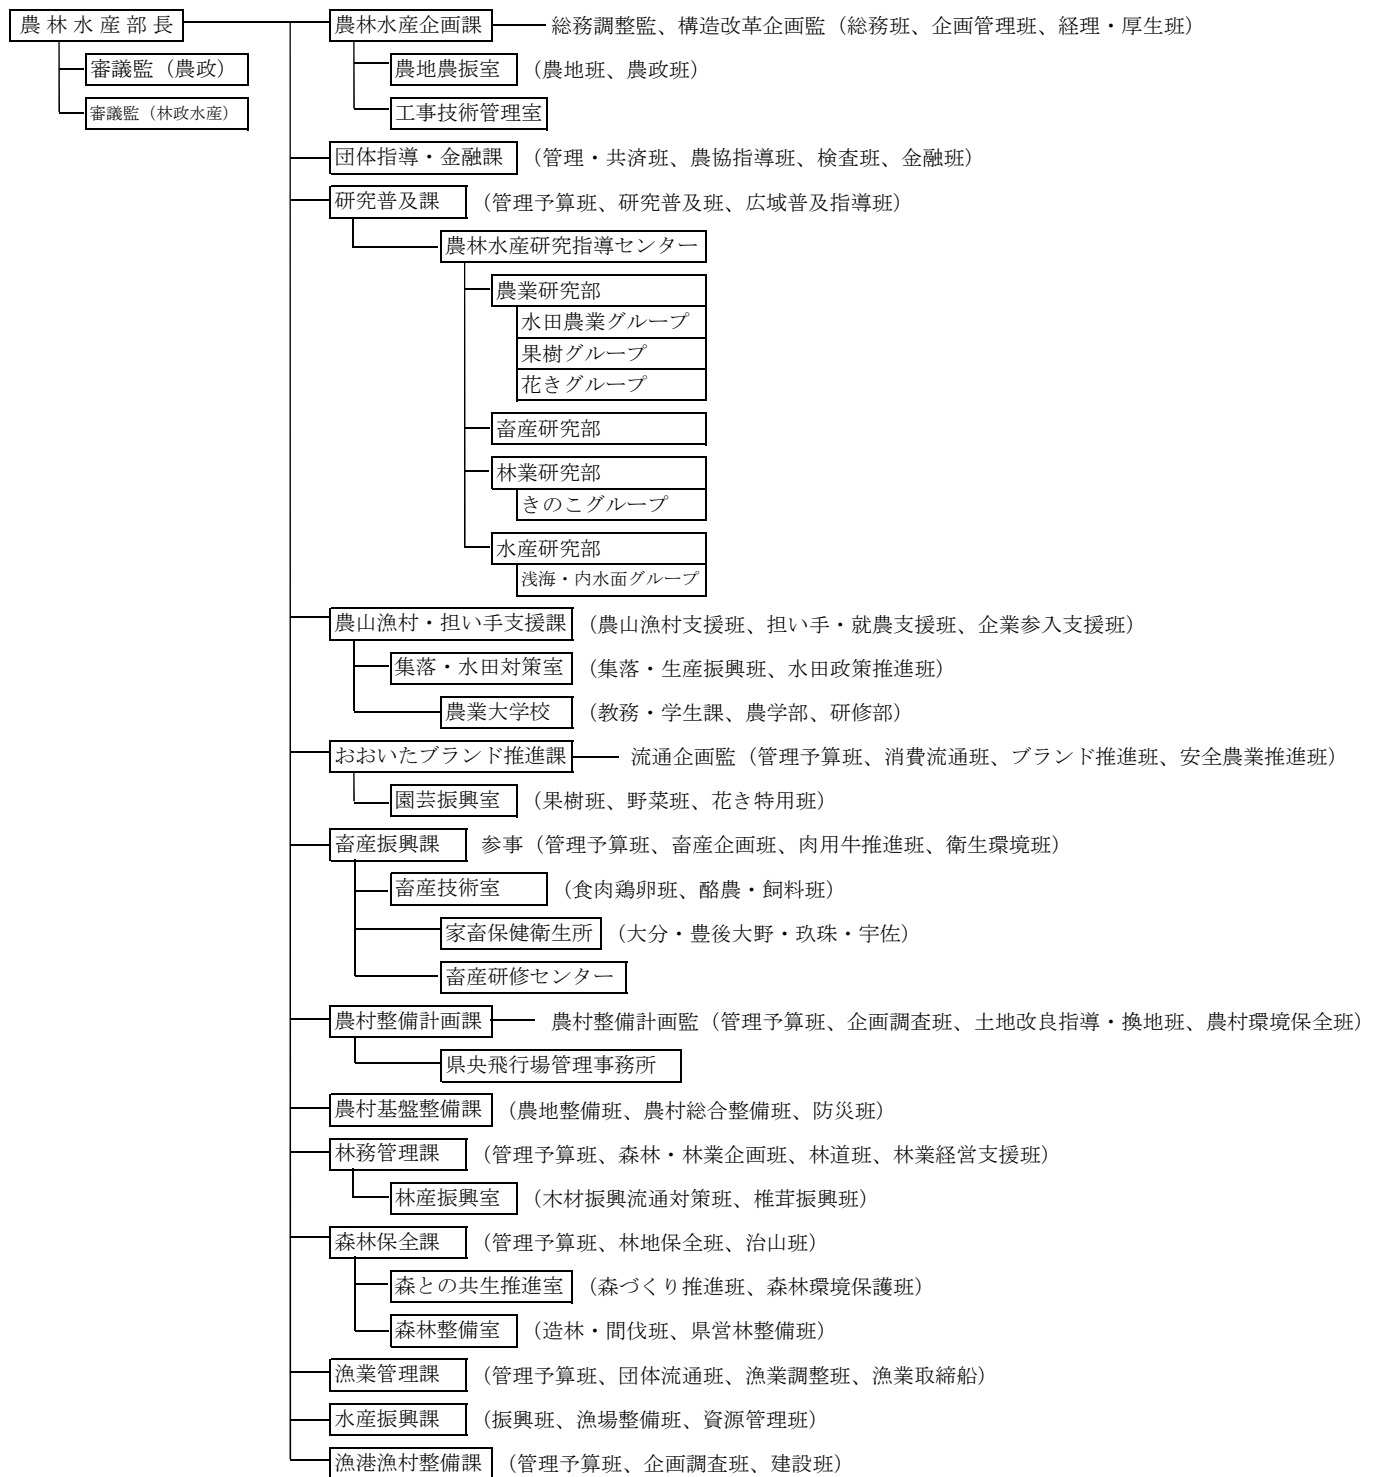 農林水産部長
審議監（農政）
審議監（林政水産）
農林水産企画課 総務調整監、構造改革企画監（総務班、企画管理班、経理・厚生班）
農地農振室 （農地班、農政班）
工事技術管理室
団体指導・金融課 （管理・共済班、農協指導班、検査班、金融班）
研究普及課 （管理予算班、研究普及班、広域普及指導班）
農林水産研究指導センター
農業研究部
水田農業グループ
果樹グループ
花きグループ
畜産研究部
林業研究部
きのこグループ
水産研究部
浅海・内水面グループ
農山漁村・担い手支援課 （農山漁村支援班、担い手・就農支援班、企業参入支援班）
集落・水田対策室 （集落・生産振興班、水田政策推進班）
農業大学校 （教務・学生課、農学部、研修部）
おおいたブランド推進課 流通企画監（管理予算班、消費流通班、ブランド推進班、安全農業推進班）
園芸振興室 （果樹班、野菜班、花き特用班）
畜産振興課 参事（管理予算班、畜産企画班、肉用牛推進班、衛生環境班）
畜産技術室 （食肉鶏卵班、酪農・飼料班）
家畜保健衛生所 （大分・豊後大野・玖珠・宇佐）
畜産研修センター
農村整備計画課 農村整備計画監（管理予算班、企画調査班、土地改良指導・換地班、農村環境保全班）
県央飛行場管理事務所
農村基盤整備課 （農地整備班、農村総合整備班、防災班）
林務管理課 （管理予算班、森林・林業企画班、林道班、林業経営支援班）
林産振興室 （木材振興流通対策班、椎茸振興班）
森林保全課 （管理予算班、林地保全班、治山班）
森との共生推進室 （森づくり推進班、森林環境保護班）
森林整備室 （造林・間伐班、県営林整備班）
漁業管理課 （管理予算班、団体流通班、漁業調整班、漁業取締船）
水産振興課 （振興班、漁場整備班、資源管理班）
漁港漁村整備課 （管理予算班、企画調査班、建設班）